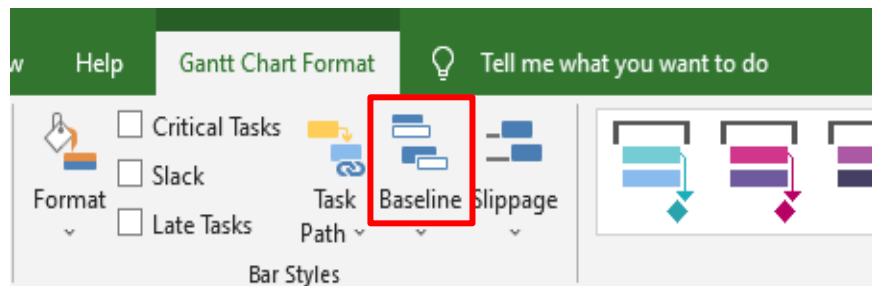 w Help Gantt Chart Format Tell me what you want to do
Critical Tasks
Slack
Late Tasks
Format
Task
Path
Baseline
Slippage
Bar Styles